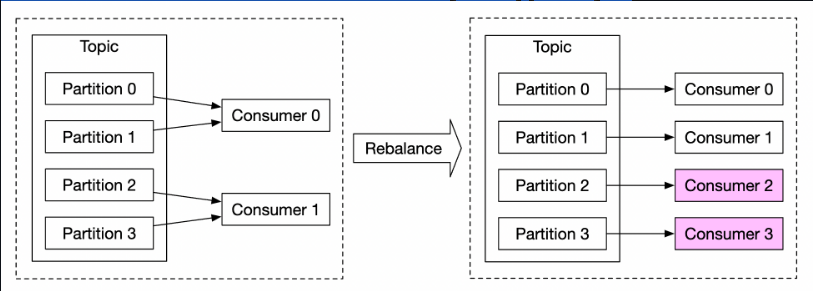 Topic
Partition 0
Partition 1
Partition 2
Partition 3
Consumer 0
Consumer 1
Rebalance
Topic
Partition 0
Partition 1
Partition 2
Partition 3
Consumer 0
Consumer 1
Consumer 2
Consumer 3